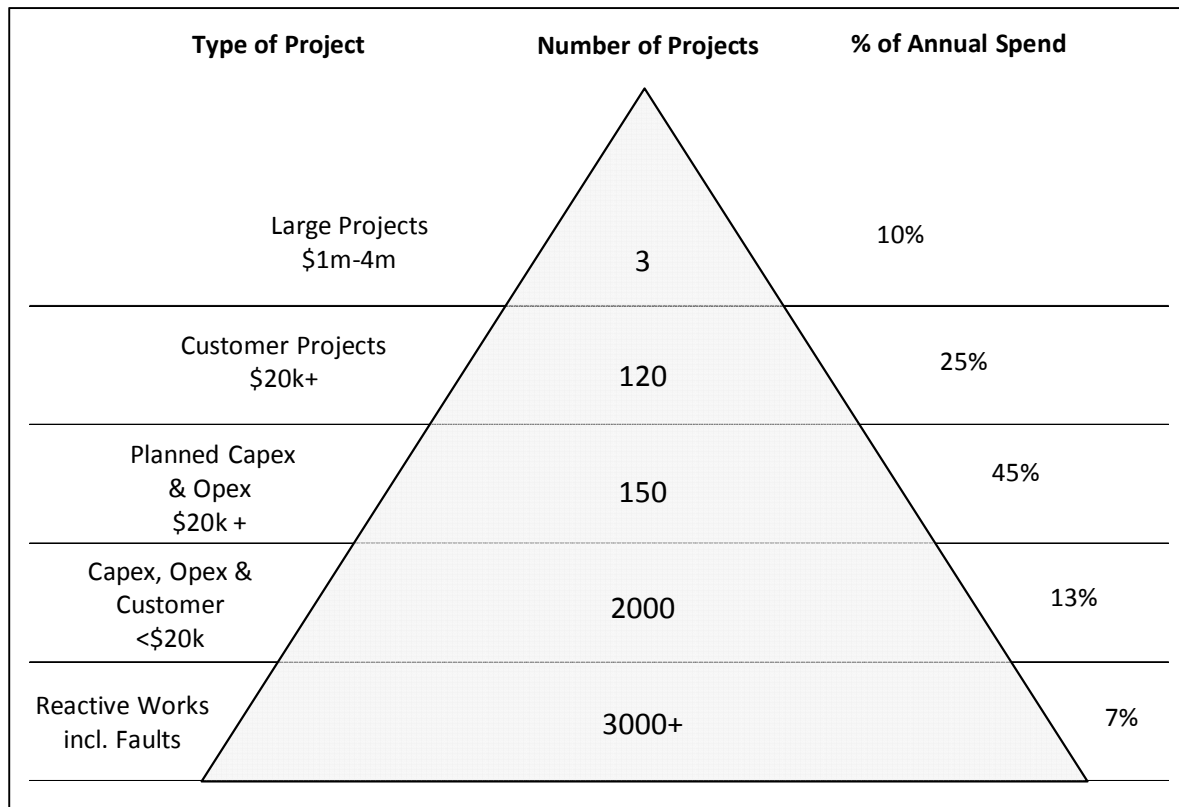 Type of Project
Number of Projects
% of Annual Spend
Large Projects
$1m-4m
3
10%
Customer Projects
$20k+
120
25%
Planned Capex
& Opex
$20k +
150
45%
Capex, Opex &
Customer
<$20k
2000
13%
Reactive Works
incl. Faults
3000+
7%